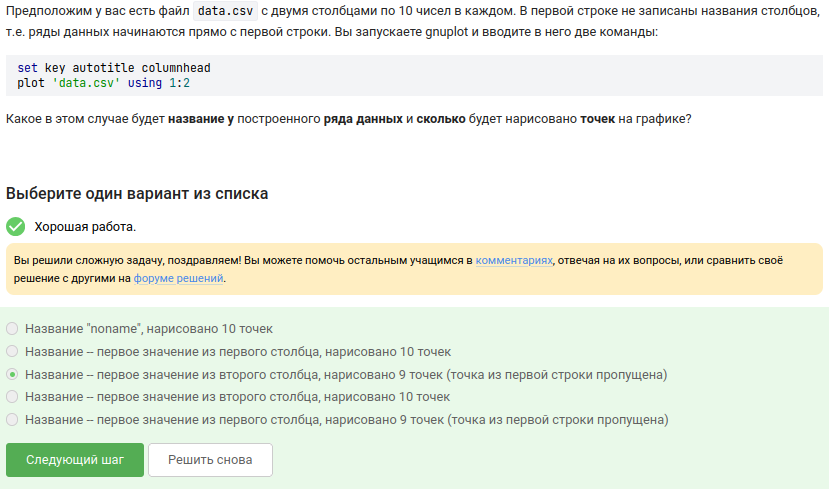 Предположим у вас есть файл data.csv с двумя столбцами по 10 чисел в каждом. В первой строке не записаны названия столбцов,
т.е. ряды данных начинаются прямо с первой строки. Вы запускаете gnuplot и вводите в него две команды:
set key autotitle columnhead
plot 'data.csv' using 1:2
Какое в этом случае будет название у построенного ряда данных и сколько будет нарисовано точек на графике?
Выберите один вариант из списка
Хорошая работа.
Вы решили сложную задачу, поздравляем! Вы можете помочь остальным учащимся в комментариях, отвечая на их вопросы, или сравнить своё
решение с другими на форуме решений.
Название "noname", нарисовано 10 точек
Название -- первое значение из первого столбца, нарисовано 10 точек
Название -- первое значение из второго столбца, нарисовано 9 точек (точка из первой строки пропущена)
Название -- первое значение из второго столбца, нарисовано 10 точек
Название -- первое значение из первого столбца, нарисовано 9 точек (точка из первой строки пропущена)
Следующий шаг Решить снова